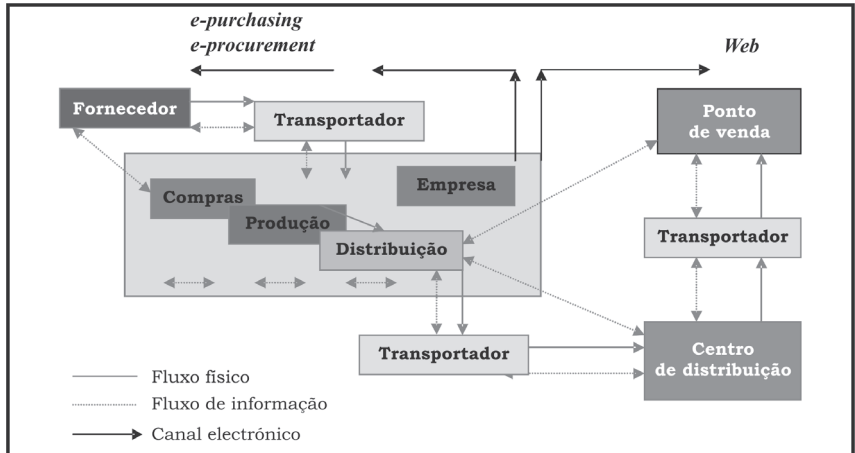 e-purchasing
e-procurement
Web
Fornecedor
Transportador
Ponto
de venda
Empresa
Compras
Produção
Distribuição
Transportador
Transportador
Centro
de distribuição
Fluxo físico
Fluxo de informação
Canal electrónico